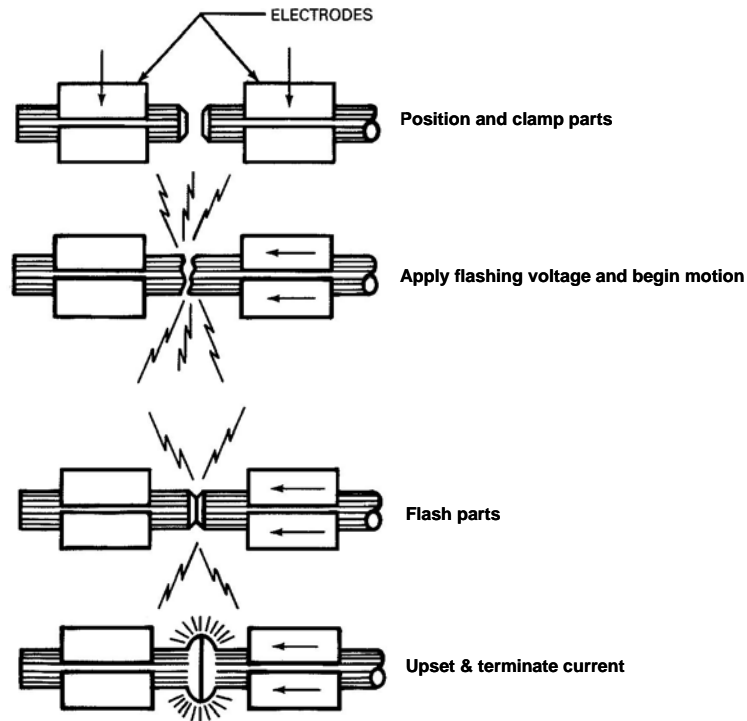 ELECTRODES
Position and clamp parts
Apply flashing voltage and begin motion
Flash parts
Upset & terminate current